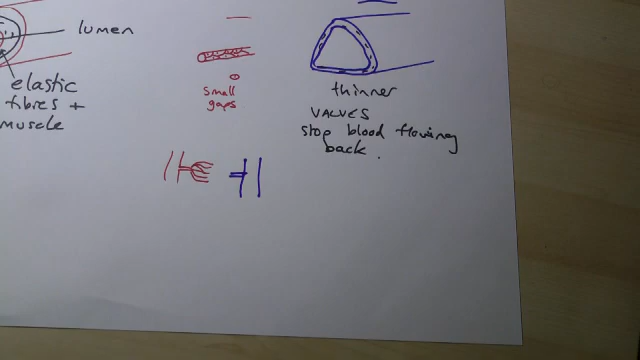 lumen
elastic
fibres +
muscle
small
gaps.
thinner
VALVES
stop blood flowing
back.